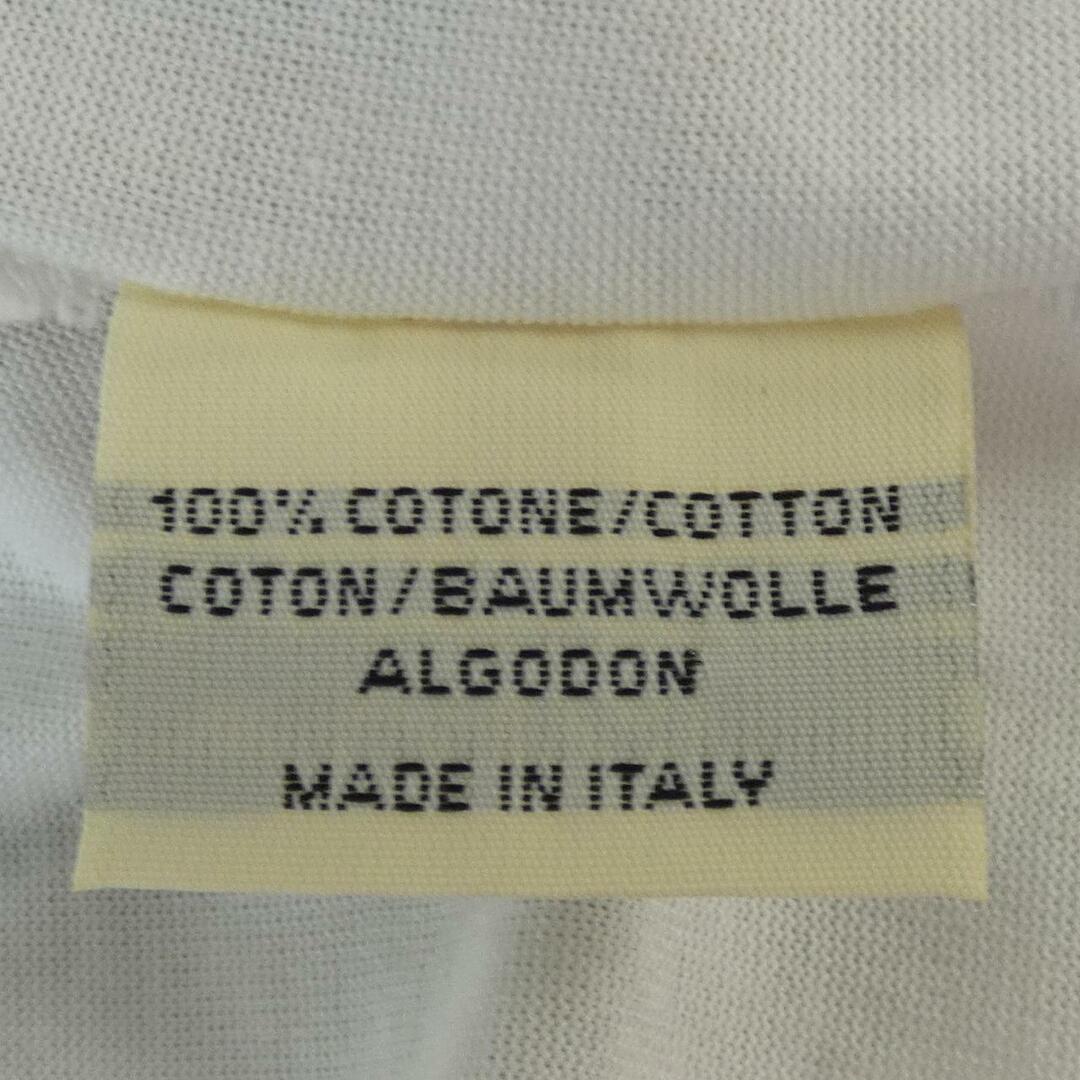 100% COTONE/COTTON
COTON/BAUMWOLLE
ALGODON
MADE IN ITALY